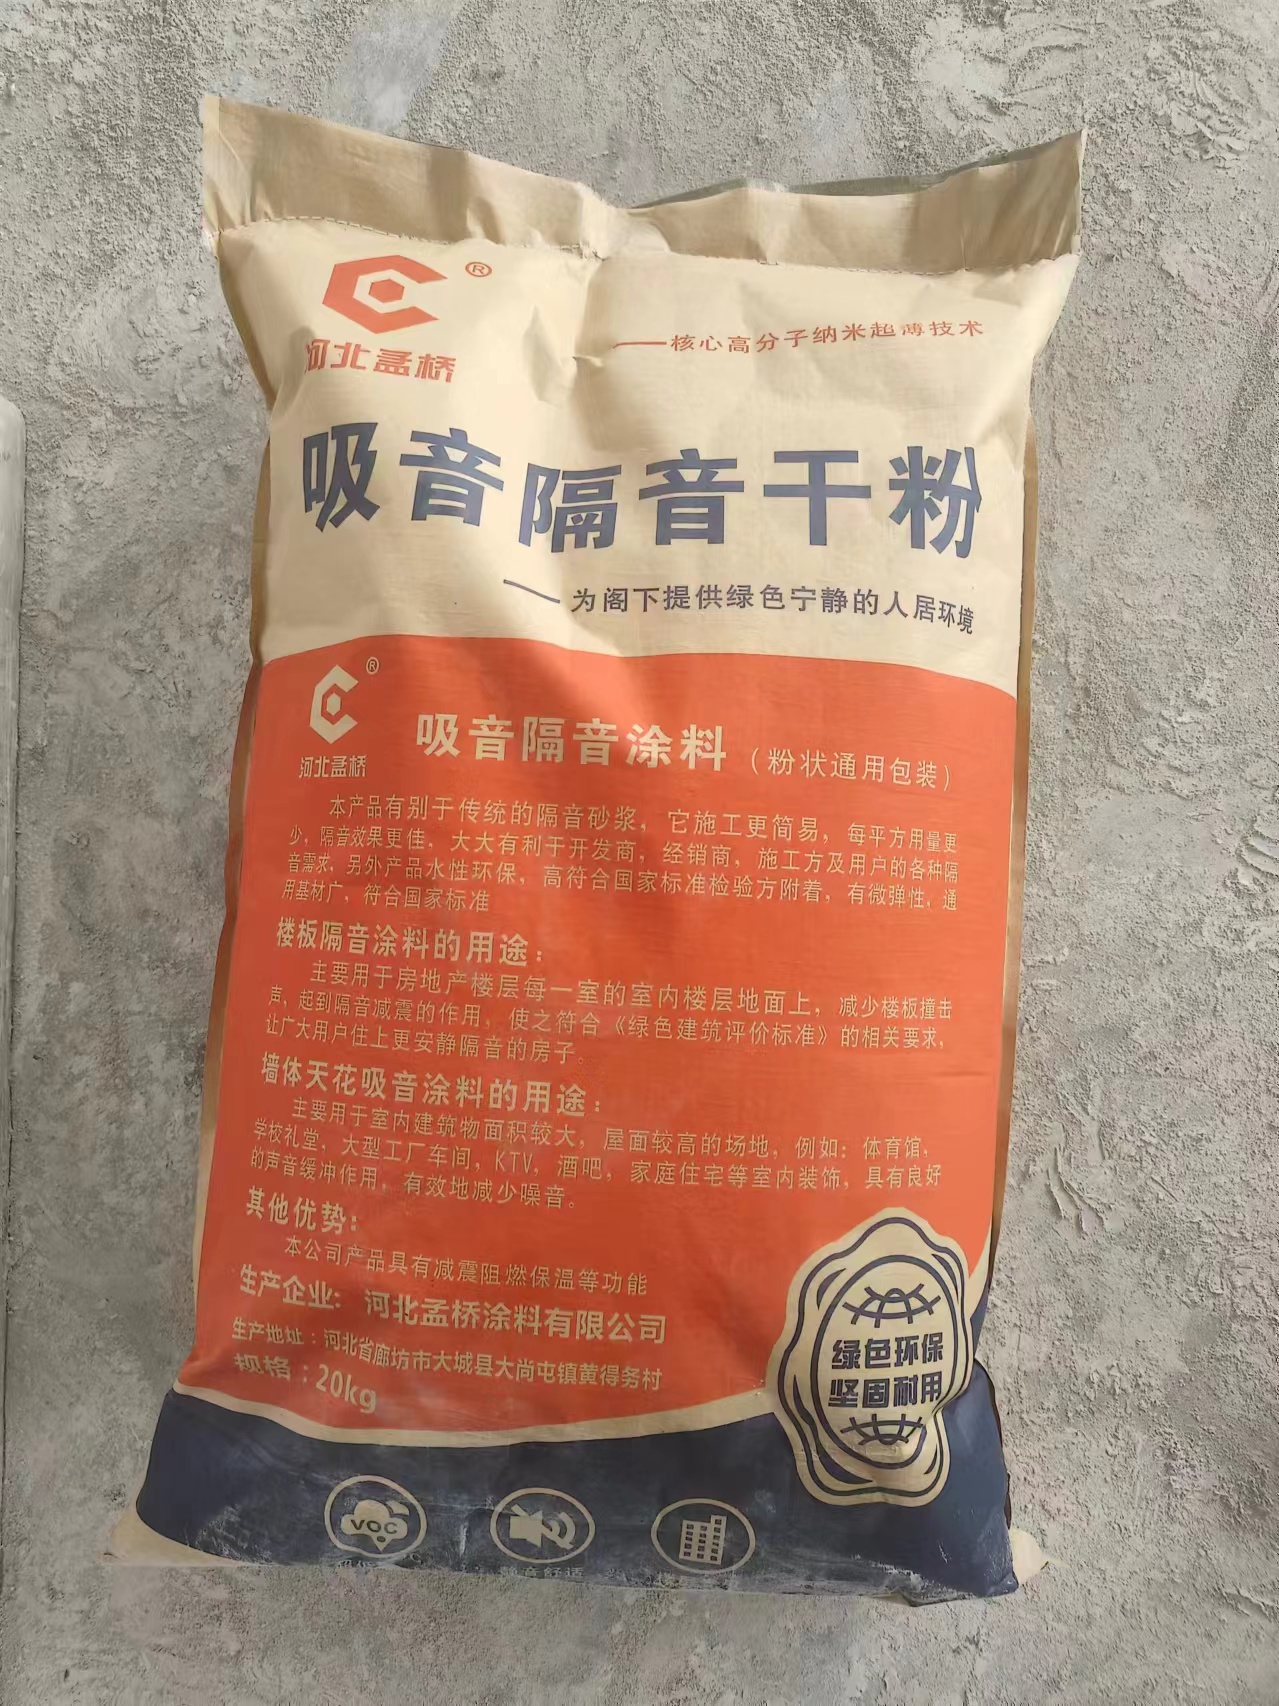 ®
河北孟桥
——核心高分子纳米超薄技术
吸音隔音干粉
——为阁下提供绿色宁静的人居环境
®
河北孟桥
吸音隔音涂料（粉状通用包装）
本产品有别于传统的隔音砂浆，它施工更简易，每平方用量更
少，隔音效果更佳，大大有利于开发商，经销商，施工方及用户的各种隔
音需求，另外产品水性环保，高符合国家标准检验方附着，有微弹性，通
用基材广，符合国家标准
楼板隔音涂料的用途：
主要用于房地产楼层每一室的室内楼层地面上，减少楼板撞击
声，起到隔音减震的作用，使之符合《绿色建筑评价标准》的相关要求，
让广大用户住上更安静隔音的房子。
墙体天花吸音涂料的用途：
主要用于室内建筑物面积较大，屋面较高的场地，例如：体育馆，
学校礼堂，大型工厂车间，KTV，酒吧，家庭住宅等室内装饰，具有良好
的声音缓冲作用，有效地减少噪音。
其他优势：
本公司产品具有减震阻燃保温等功能
生产企业：河北孟桥涂料有限公司
生产地址：河北省廊坊市大城县大尚屯镇黄得务村
规格：20kg
绿色环保
坚固耐用
VOC